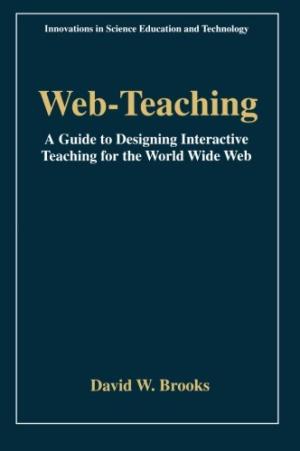 Innovations in Science Education and Technology
Web-Teaching
A Guide to Designing Interactive
Teaching for the World Wide Web
David W. Brooks